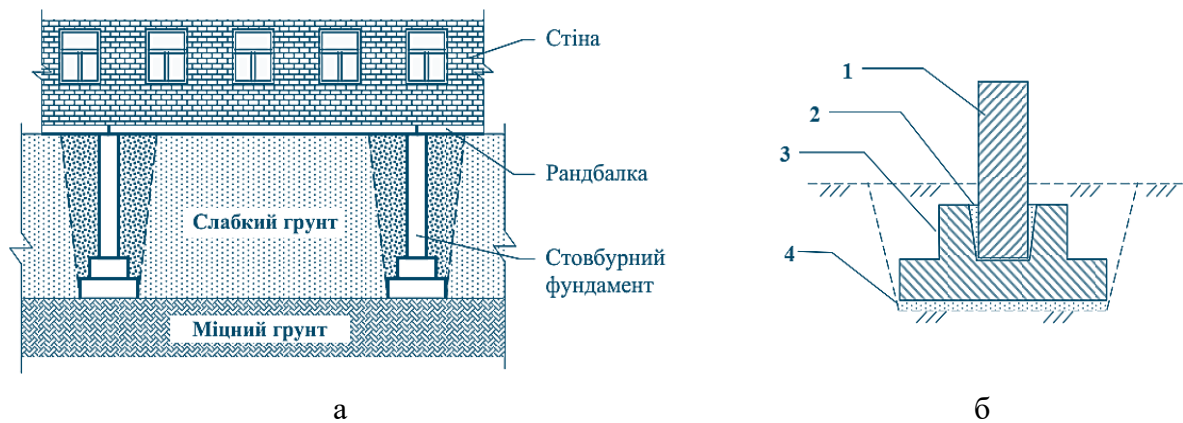 Стіна
1
2
Рандбалка
3
Слабкий грунт
Стовбурний
фундамент
4
Міцний грунт
а
б